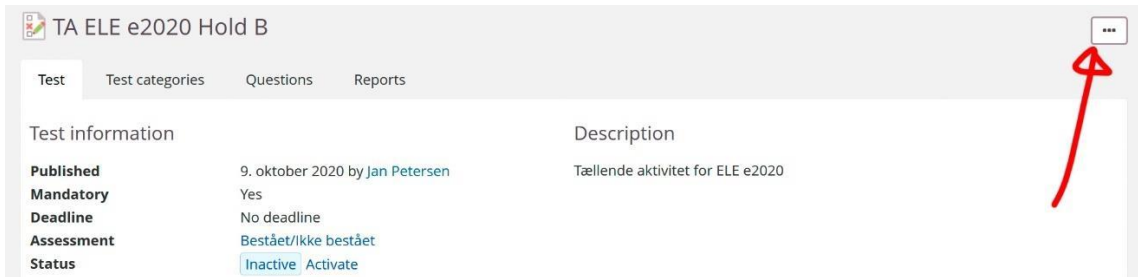 TA ELE e2020 Hold B
...
Test Test categories Questions Reports
Test information
Published 9. oktober 2020 by Jan Petersen
Mandatory Yes
Deadline No deadline
Assessment Bestået/Ikke bestået
Status Inactive Activate
Description
Tællende aktivitet for ELE e2020